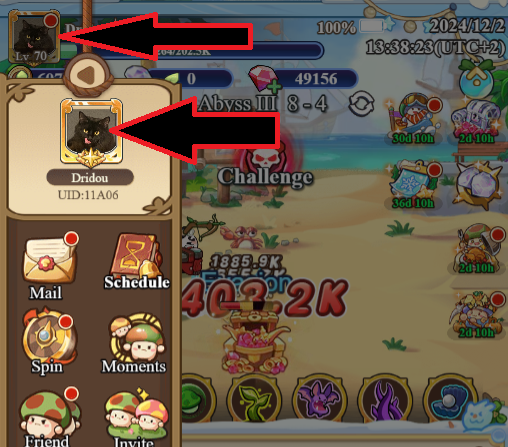 100%
2024/12/2
Lv. 70
13:38:23(UTC+2)
0
49156
Abyss III 8 - 4
30d 10h
2d 10h
Challenge
Dridou
UID:11A06
36d 10h
1885.9K
2d 10h
Mail
Schedule
403.2K
2d 10h
Spin
Moments
Friend
Invite